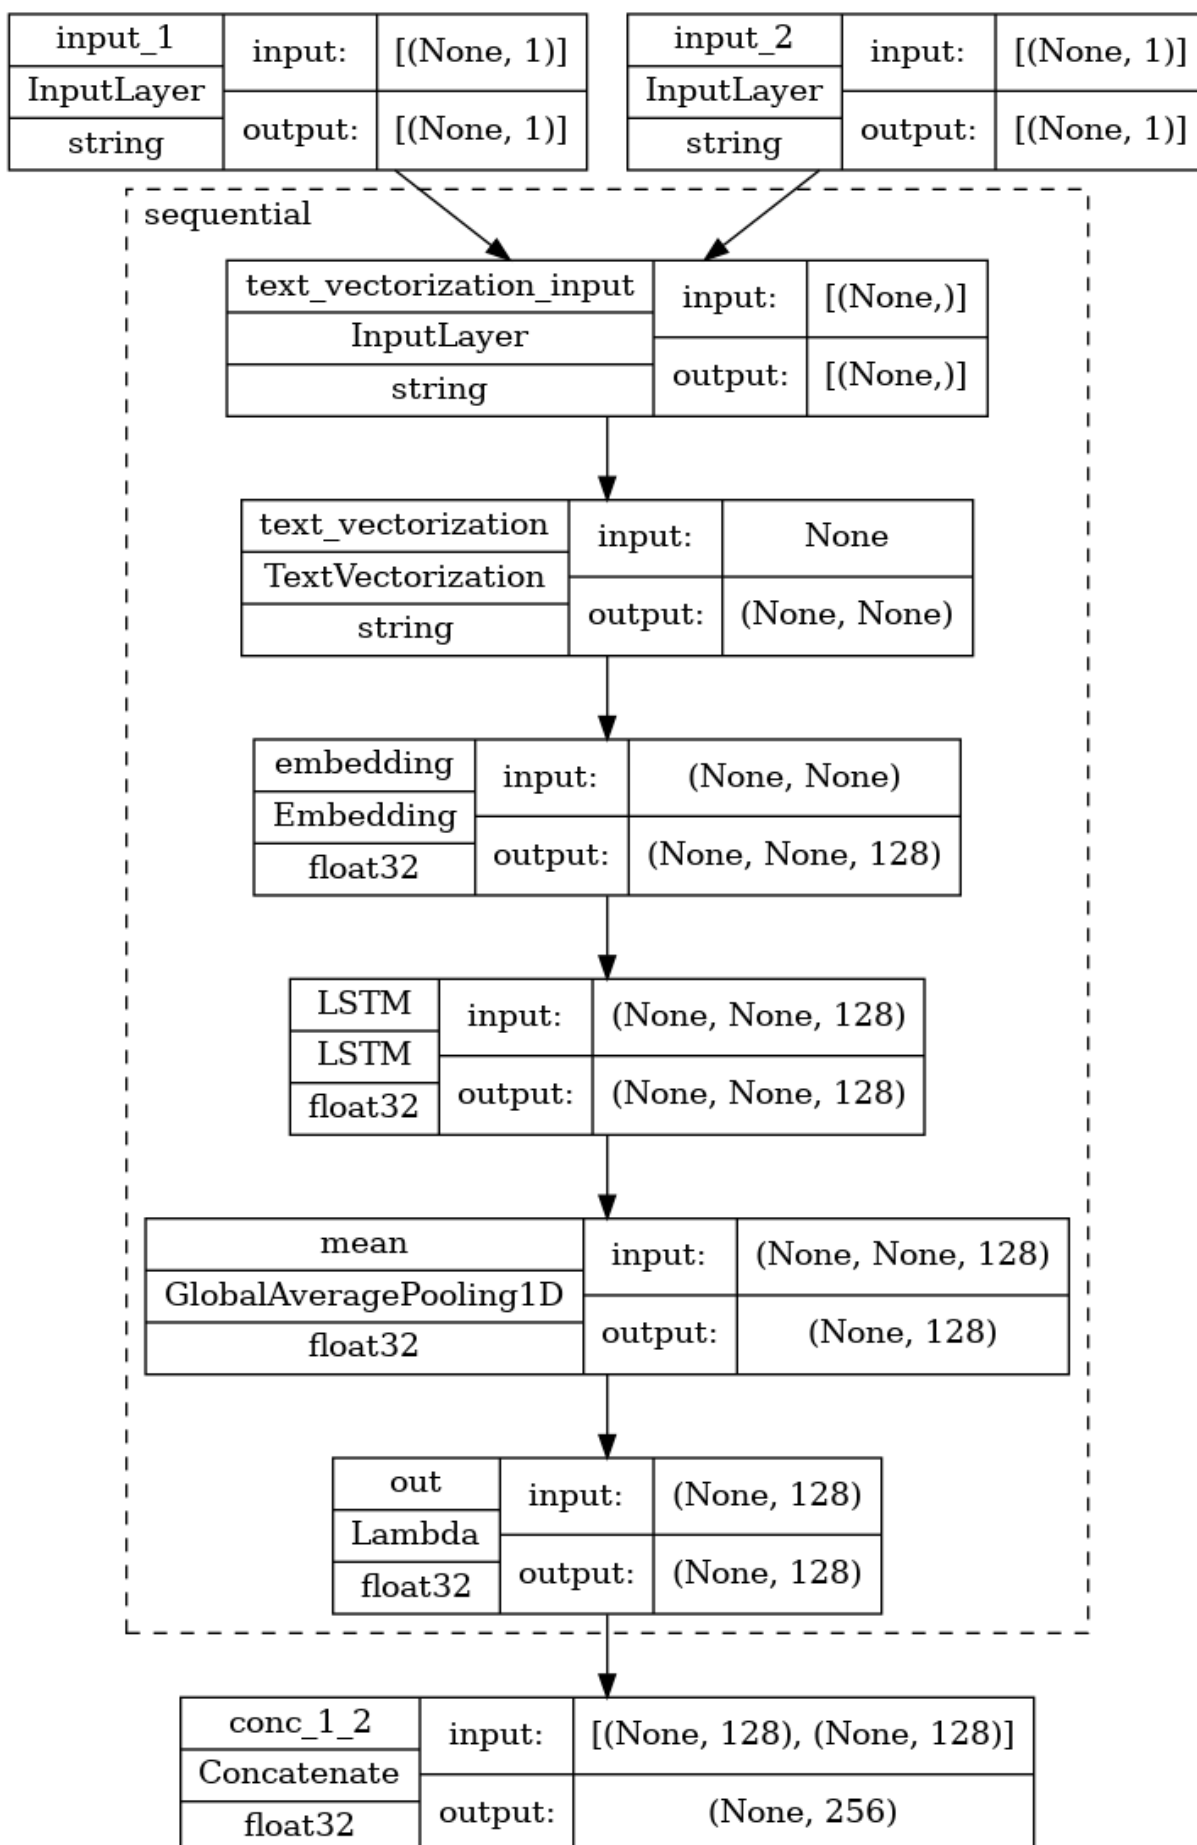 input_1 input: [(None, 1)]
InputLayer
string output: [(None, 1)]
input_2 input: [(None, 1)]
InputLayer
string output: [(None, 1)]
sequential
text_vectorization_input input: [(None,)]
InputLayer
string output: [(None,)]
text_vectorization input: None
TextVectorization
string output: (None, None)
embedding input: (None, None)
Embedding
float32 output: (None, None, 128)
LSTM input: (None, None, 128)
LSTM
float32 output: (None, None, 128)
mean input: (None, None, 128)
GlobalAveragePooling1D
float32 output: (None, 128)
out input: (None, 128)
Lambda
float32 output: (None, 128)
conc_1_2 input: [(None, 128), (None, 128)]
Concatenate
float32 output: (None, 256)